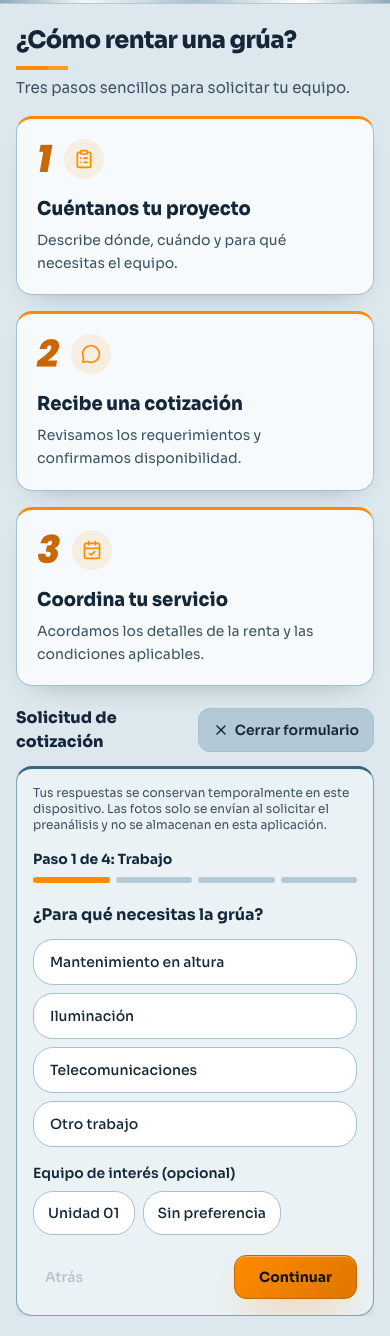 ¿Cómo rentar una grúa?
Tres pasos sencillos para solicitar tu equipo.
1
Cuéntanos tu proyecto
Describe dónde, cuándo y para qué
necesitas el equipo.
2
Recibe una cotización
Revisamos los requerimientos y
confirmamos disponibilidad.
3
Coordina tu servicio
Acordamos los detalles de la renta y las
condiciones aplicables.
Solicitud de
cotización
Cerrar formulario
Tus respuestas se conservan temporalmente en este
dispositivo. Las fotos solo se envían al solicitar el
preanálisis y no se almacenan en esta aplicación.
Paso 1 de 4: Trabajo
¿Para qué necesitas la grúa?
Mantenimiento en altura
Iluminación
Telecomunicaciones
Otro trabajo
Equipo de interés (opcional)
Unidad 01
Sin preferencia
Atrás
Continuar